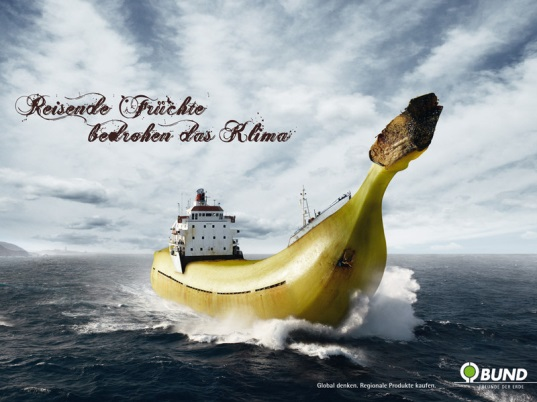 Reisende Früchte
bedrohen das Klima
Global denken. Regionale Produkte kaufen.
BUND
FREUNDE DER ERDE